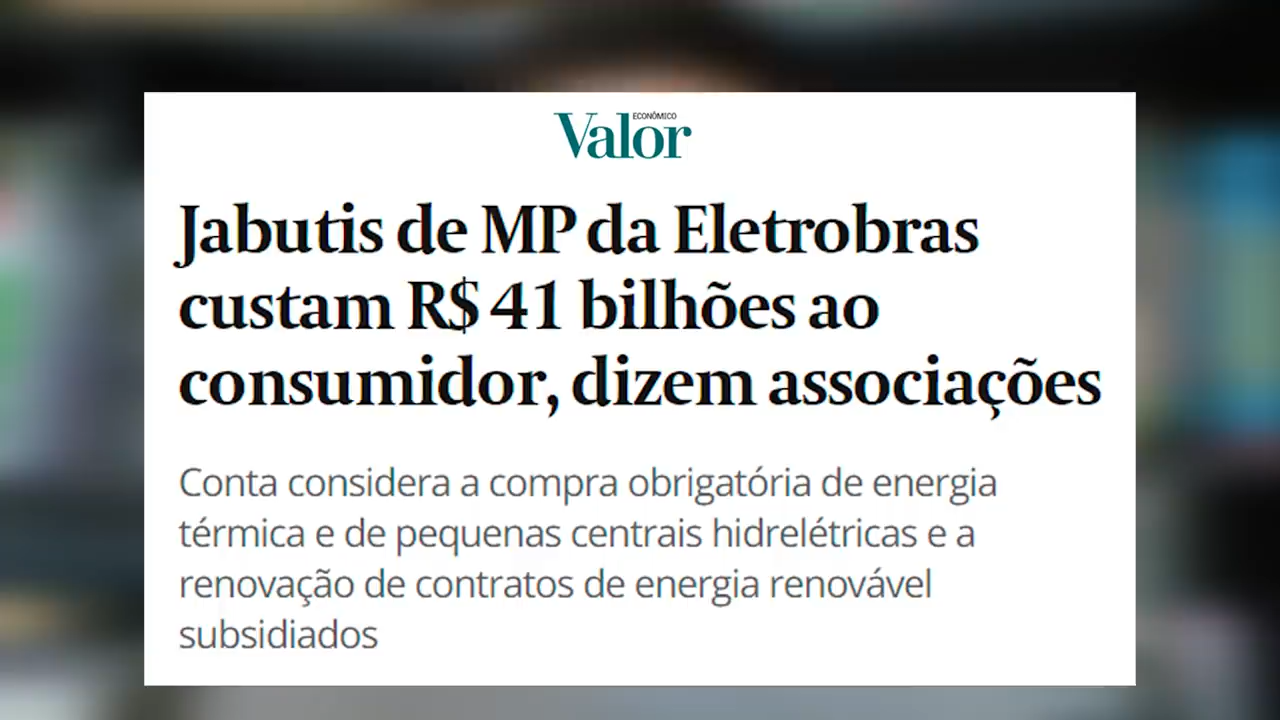 Valor ECONÔMICO
Jabutis de MP da Eletrobras
custam R$ 41 bilhões ao
consumidor, dizem associações
Conta considera a compra obrigatória de energia
térmica e de pequenas centrais hidrelétricas e a
renovação de contratos de energia renovável
subsidiados